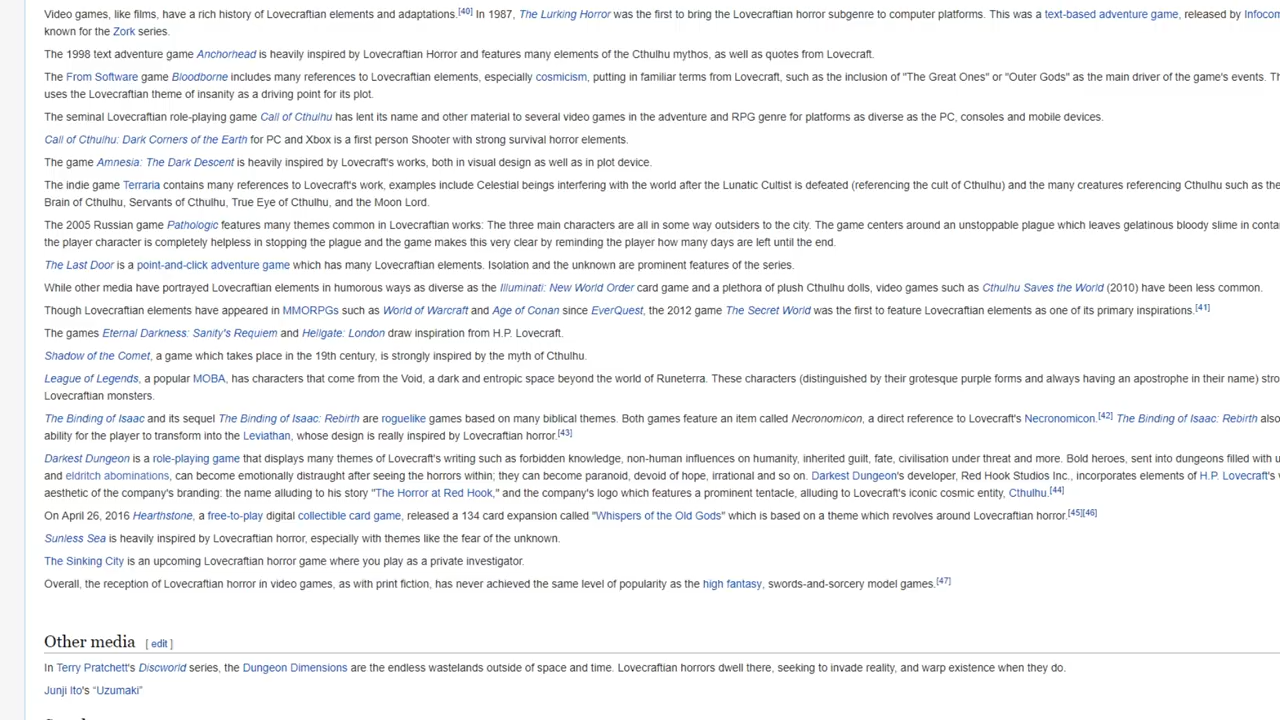 Video games, like films, have a rich history of Lovecraftian elements and adaptations.[40] In 1987, The Lurking Horror was the first to bring the Lovecraftian horror subgenre to computer platforms. This was a text-based adventure game, released by Infocom
known for the Zork series.
The 1998 text adventure game Anchorhead is heavily inspired by Lovecraftian Horror and features many elements of the Cthulhu mythos, as well as quotes from Lovecraft.
The From Software game Bloodborne includes many references to Lovecraftian elements, especially cosmicism, putting in familiar terms from Lovecraft, such as the inclusion of "The Great Ones" or "Outer Gods" as the main driver of the game's events.
uses the Lovecraftian theme of insanity as a driving point for its plot.
The seminal Lovecraftian role-playing game Call of Cthulhu has lent its name and other material to several video games in the adventure and RPG genre for platforms as diverse as the PC, consoles and mobile devices.
Call of Cthulhu: Dark Corners of the Earth for PC and Xbox is a first person Shooter with strong survival horror elements.
The game Amnesia: The Dark Descent is heavily inspired by Lovecraft's works, both in visual design as well as in plot device.
The indie game Terraria contains many references to Lovecraft's work, examples include Celestial beings interfering with the world after the Lunatic Cultist is defeated (referencing the cult of Cthulhu) and the many creatures referencing Cthulhu such as the
Brain of Cthulhu, Servants of Cthulhu, True Eye of Cthulhu, and the Moon Lord.
The 2005 Russian game Pathologic features many themes common in Lovecraftian works: The three main characters are all in some way outsiders to the city. The game centers around an unstoppable plague which leaves gelatinous bloody slime in
the player character is completely helpless in stopping the plague and the game makes this very clear by reminding the player how many days are left until the end.
The Last Door is a point-and-click adventure game which has many Lovecraftian elements. Isolation and the unknown are prominent features of the series.
While other media have portrayed Lovecraftian elements in humorous ways as diverse as the Illuminati: New World Order card game and a plethora of plush Cthulhu dolls, video games such as Cthulhu Saves the World (2010) have been less common.
Though Lovecraftian elements have appeared in MMORPGs such as World of Warcraft and Age of Conan since EverQuest, the 2012 game The Secret World was the first to feature Lovecraftian elements as one of its primary inspirations.[41]
The games Eternal Darkness: Sanity's Requiem and Hellgate: London draw inspiration from H.P. Lovecraft.
Shadow of the Comet, a game which takes place in the 19th century, is strongly inspired by the myth of Cthulhu.
League of Legends, a popular MOBA, has characters that come from the Void, a dark and entropic space beyond the world of Runeterra. These characters (distinguished by their grotesque purple forms and always having an apostrophe in their name)
Lovecraftian monsters.
The Binding of Isaac and its sequel The Binding of Isaac: Rebirth are roguelike games based on many biblical themes. Both games feature an item called Necronomicon, a direct reference to Lovecraft's Necronomicon.[42] The Binding of Isaac: Rebirth also
ability for the player to transform into the Leviathan, whose design is really inspired by Lovecraftian horror.[43]
Darkest Dungeon is a role-playing game that displays many themes of Lovecraft's writing such as forbidden knowledge, non-human influences on humanity, inherited guilt, fate, civilisation under threat and more. Bold heroes, sent into dungeons filled with
and eldritch abominations, can become emotionally distraught after seeing the horrors within; they can become paranoid, devoid of hope, irrational and so on. Darkest Dungeon's developer, Red Hook Studios Inc., incorporates elements of H.P. Lovecraft's
aesthetic of the company's branding: the name alluding to his story "The Horror at Red Hook," and the company's logo which features a prominent tentacle, alluding to Lovecraft's iconic cosmic entity, Cthulhu.[44]
On April 26, 2016 Hearthstone, a free-to-play digital collectible card game, released a 134 card expansion called "Whispers of the Old Gods" which is based on a theme which revolves around Lovecraftian horror.[45][46]
Sunless Sea is heavily inspired by Lovecraftian horror, especially with themes like the fear of the unknown.
The Sinking City is an upcoming Lovecraftian horror game where you play as a private investigator.
Overall, the reception of Lovecraftian horror in video games, as with print fiction, has never achieved the same level of popularity as the high fantasy, swords-and-sorcery model games.[47]
Other media [ edit ]
In Terry Pratchett's Discworld series, the Dungeon Dimensions are the endless wastelands outside of space and time. Lovecraftian horrors dwell there, seeking to invade reality, and warp existence when they do.
Junji Ito's “Uzumaki”